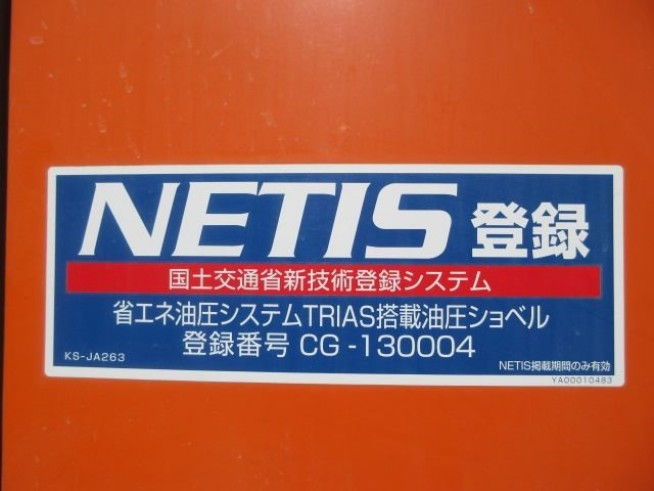 NETIS 登録
国土交通省新技術登録システム
省エネ油圧システムTRIAS搭載油圧ショベル
登録番号 CG-130004
KS-JA263
NETIS掲載期間のみ有効
YA00010483